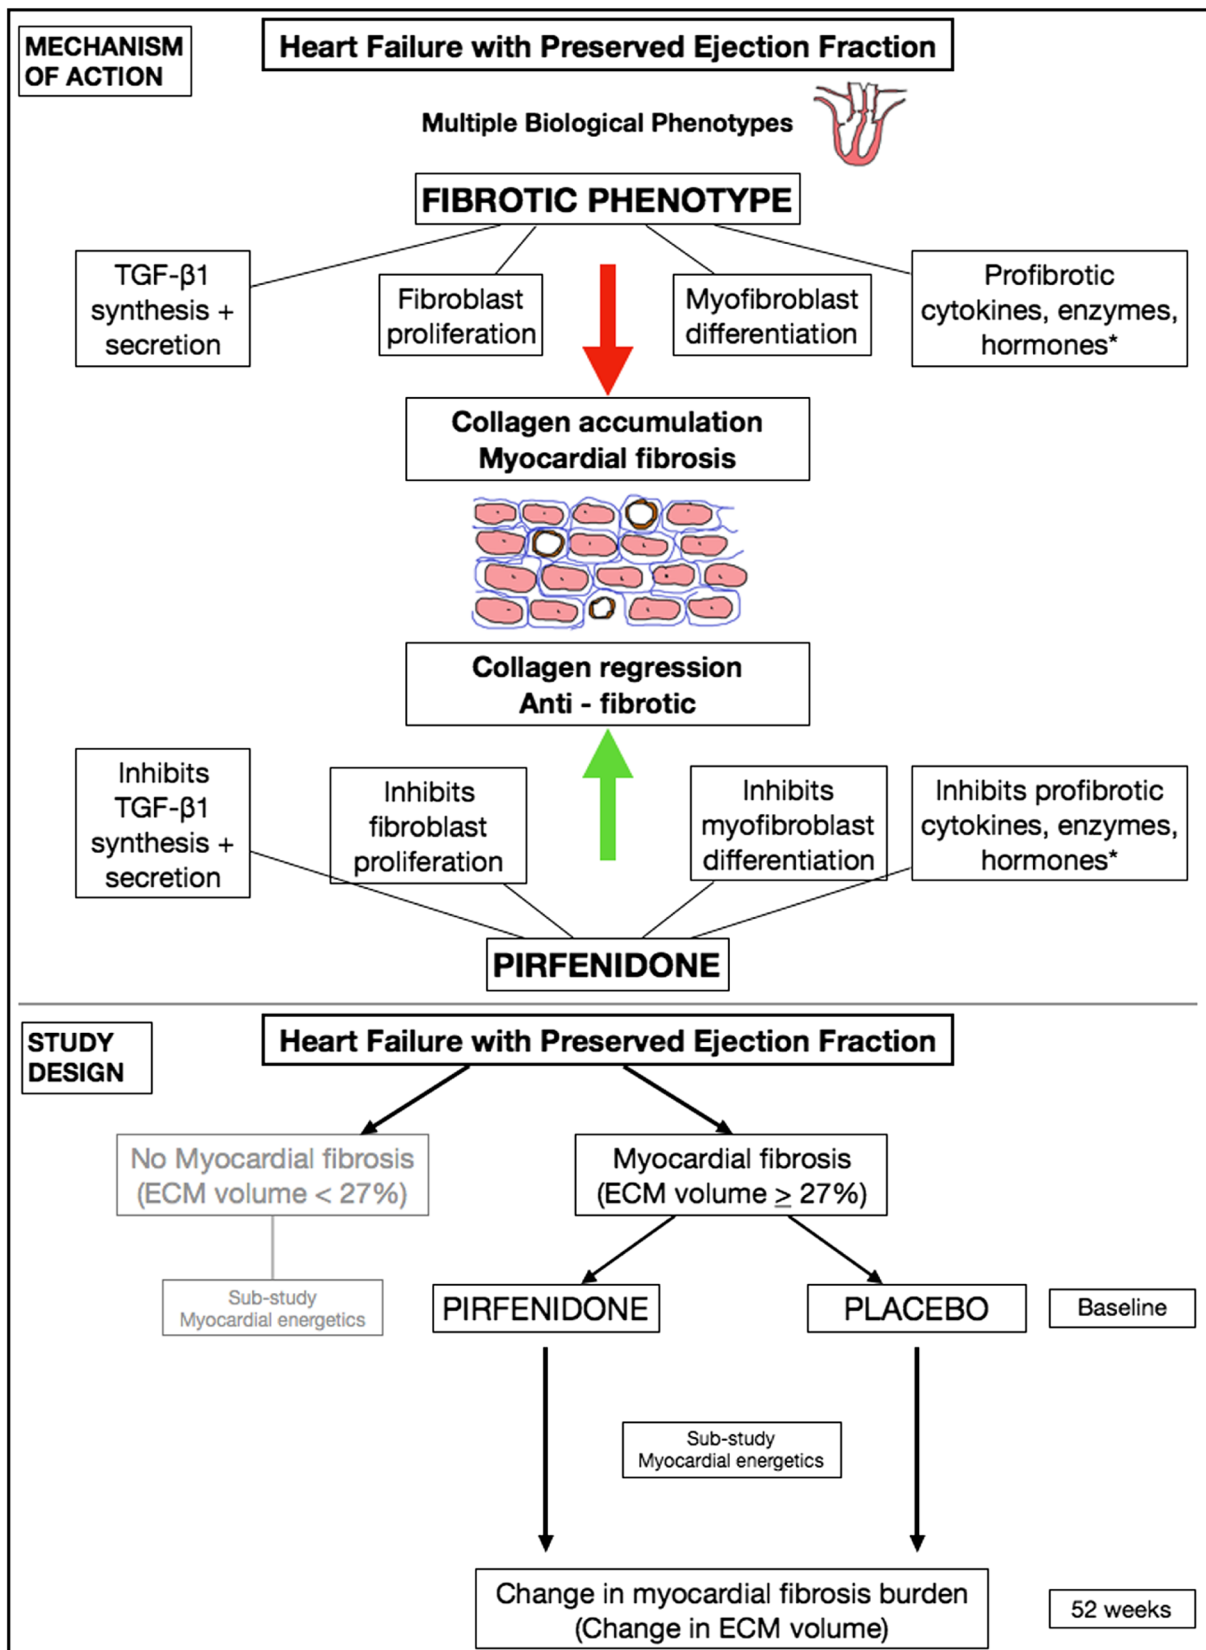 MECHANISM
OF ACTION
Heart Failure with Preserved Ejection Fraction
Multiple Biological Phenotypes
FIBROTIC PHENOTYPE
TGF-β1
synthesis +
secretion
Fibroblast
proliferation
Myofibroblast
differentiation
Profibrotic
cytokines, enzymes,
hormones*
Collagen accumulation
Myocardial fibrosis
Collagen regression
Anti - fibrotic
Inhibits
TGF-β1
synthesis +
secretion
Inhibits
fibroblast
proliferation
Inhibits
myofibroblast
differentiation
Inhibits profibrotic
cytokines, enzymes,
hormones*
PIRFENIDONE
STUDY
DESIGN
Heart Failure with Preserved Ejection Fraction
No Myocardial fibrosis
(ECM volume < 27%)
Myocardial fibrosis
(ECM volume ≥ 27%)
Sub-study
Myocardial energetics
PIRFENIDONE
PLACEBO
Baseline
Sub-study
Myocardial energetics
Change in myocardial fibrosis burden
(Change in ECM volume)
52 weeks